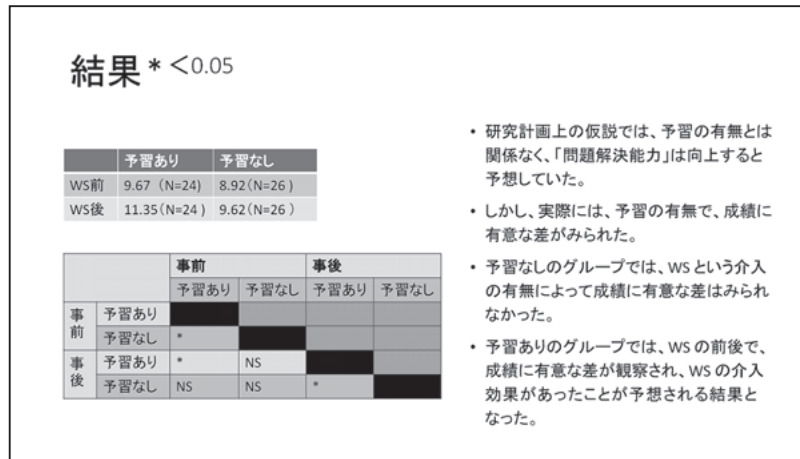 結果 * <0.05
予習あり 予習なし
WS前 9.67 (N=24) 8.92(N=26 )
WS後 11.35(N=24 ) 9.62(N=26 )
事前 事後
予習あり 予習なし 予習あり 予習なし
事前 予習あり
予習なし *
事後 予習あり * NS
予習なし NS NS *
• 研究計画上の仮説では、予習の有無とは
関係なく、「問題解決能力」は向上すると
予想していた。
• しかし、実際には、予習の有無で、成績に
有意な差がみられた。
• 予習なしのグループでは、WS という介入
の有無によって成績に有意な差はみられ
なかった。
• 予習ありのグループでは、WS の前後で、
成績に有意な差が観察され、WS の介入
効果があったことが予想される結果と
なった。